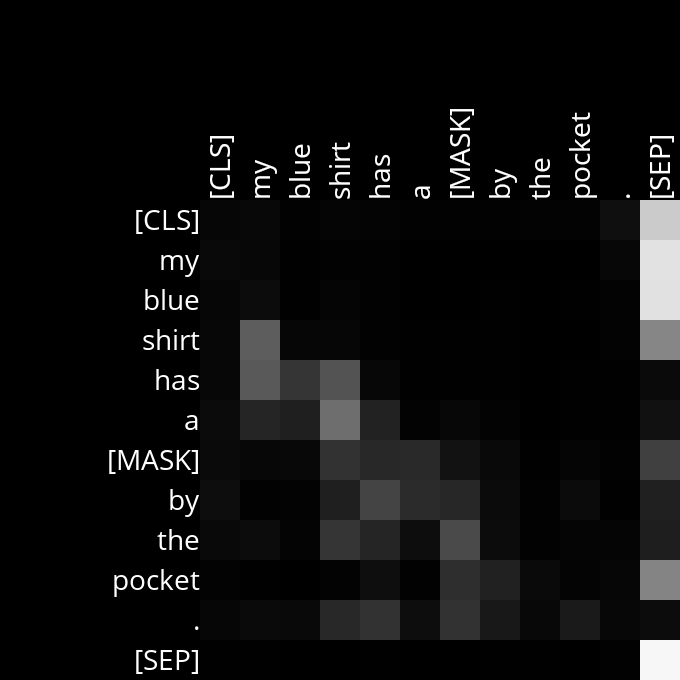 [CLS] my blue shirt has a [MASK] by the pocket . [SEP]
[CLS]
my
blue
shirt
has
a
[MASK]
by
the
pocket
.
[SEP]